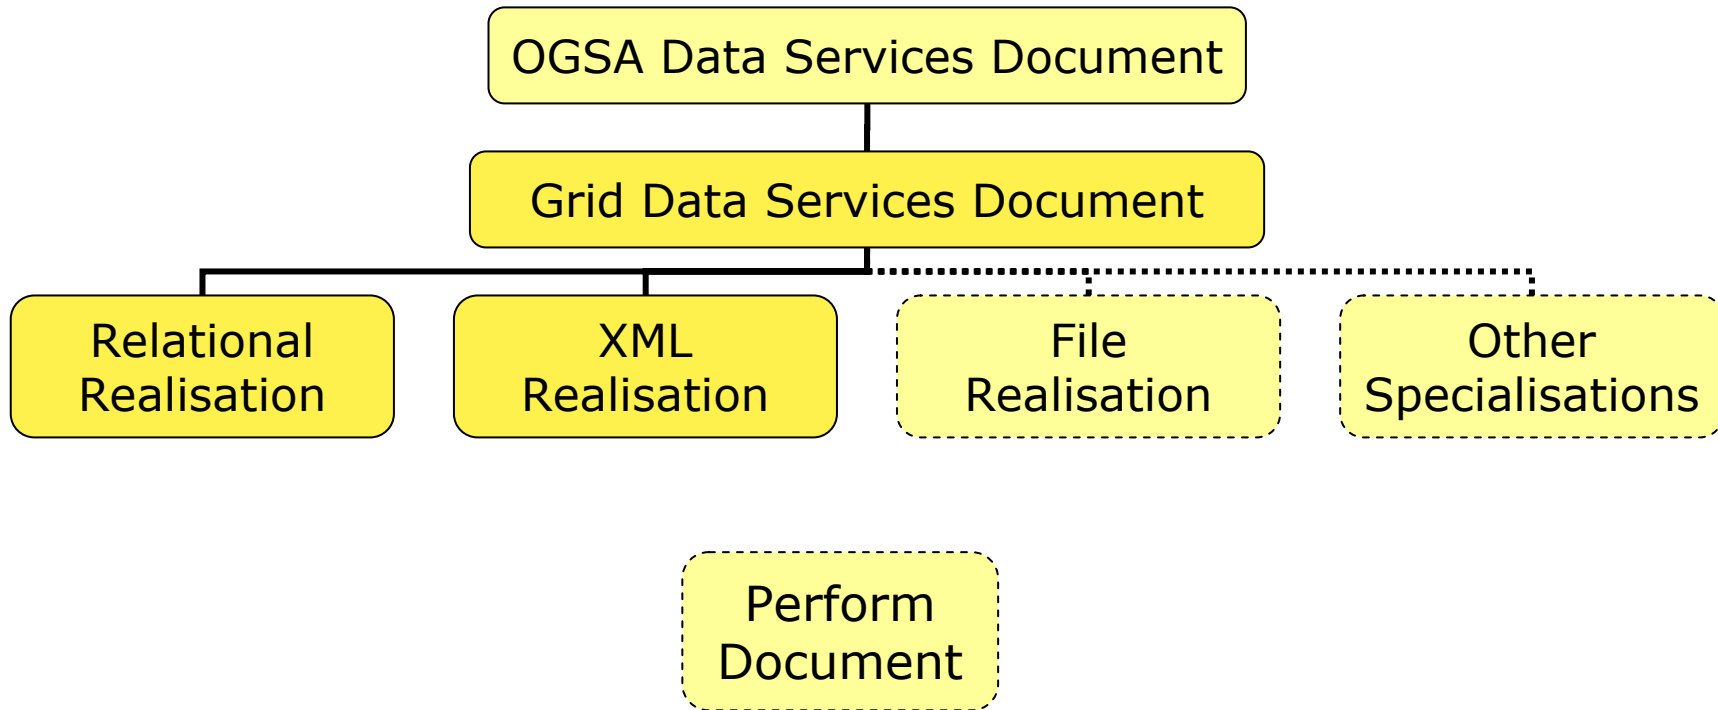 OGSA Data Services Document
Grid Data Services Document
Relational
Realisation
XML
Realisation
File
Realisation
Other
Specialisations
Perform
Document